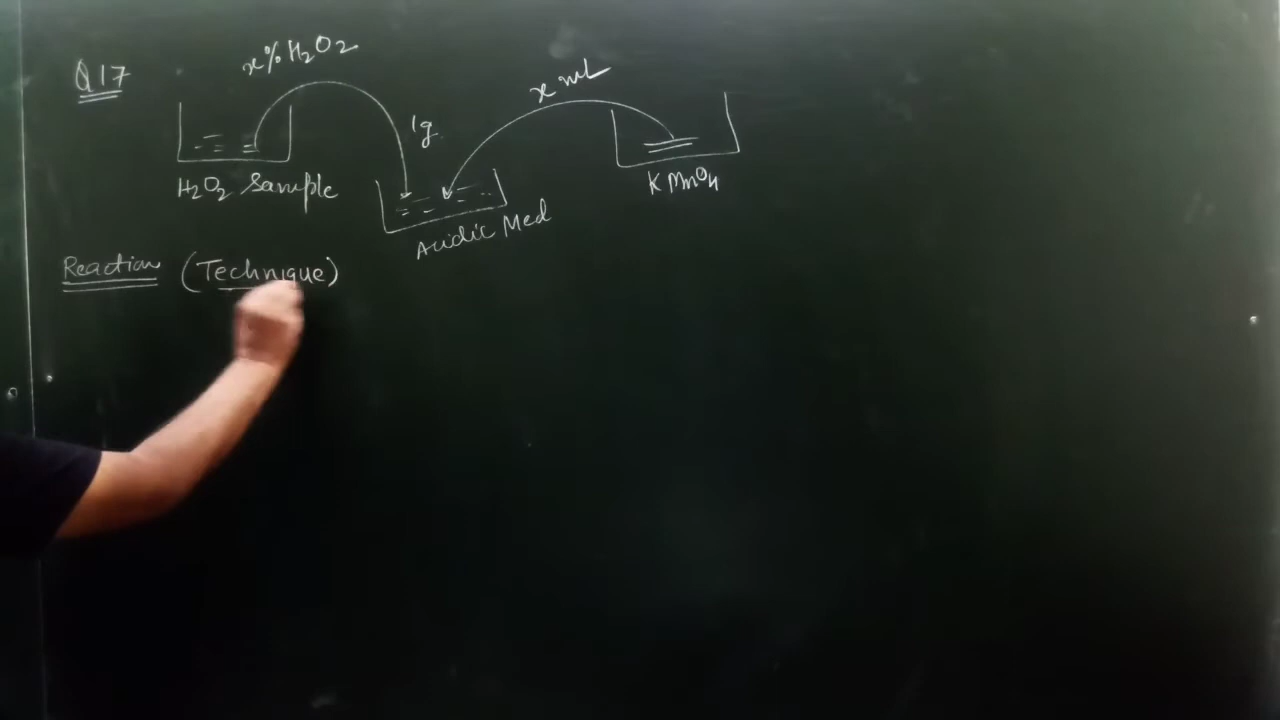 Q17
x% H2O2
1g
x mL
H2O2 Sample
KMnO4
Acidic Med
Reaction (Technique)